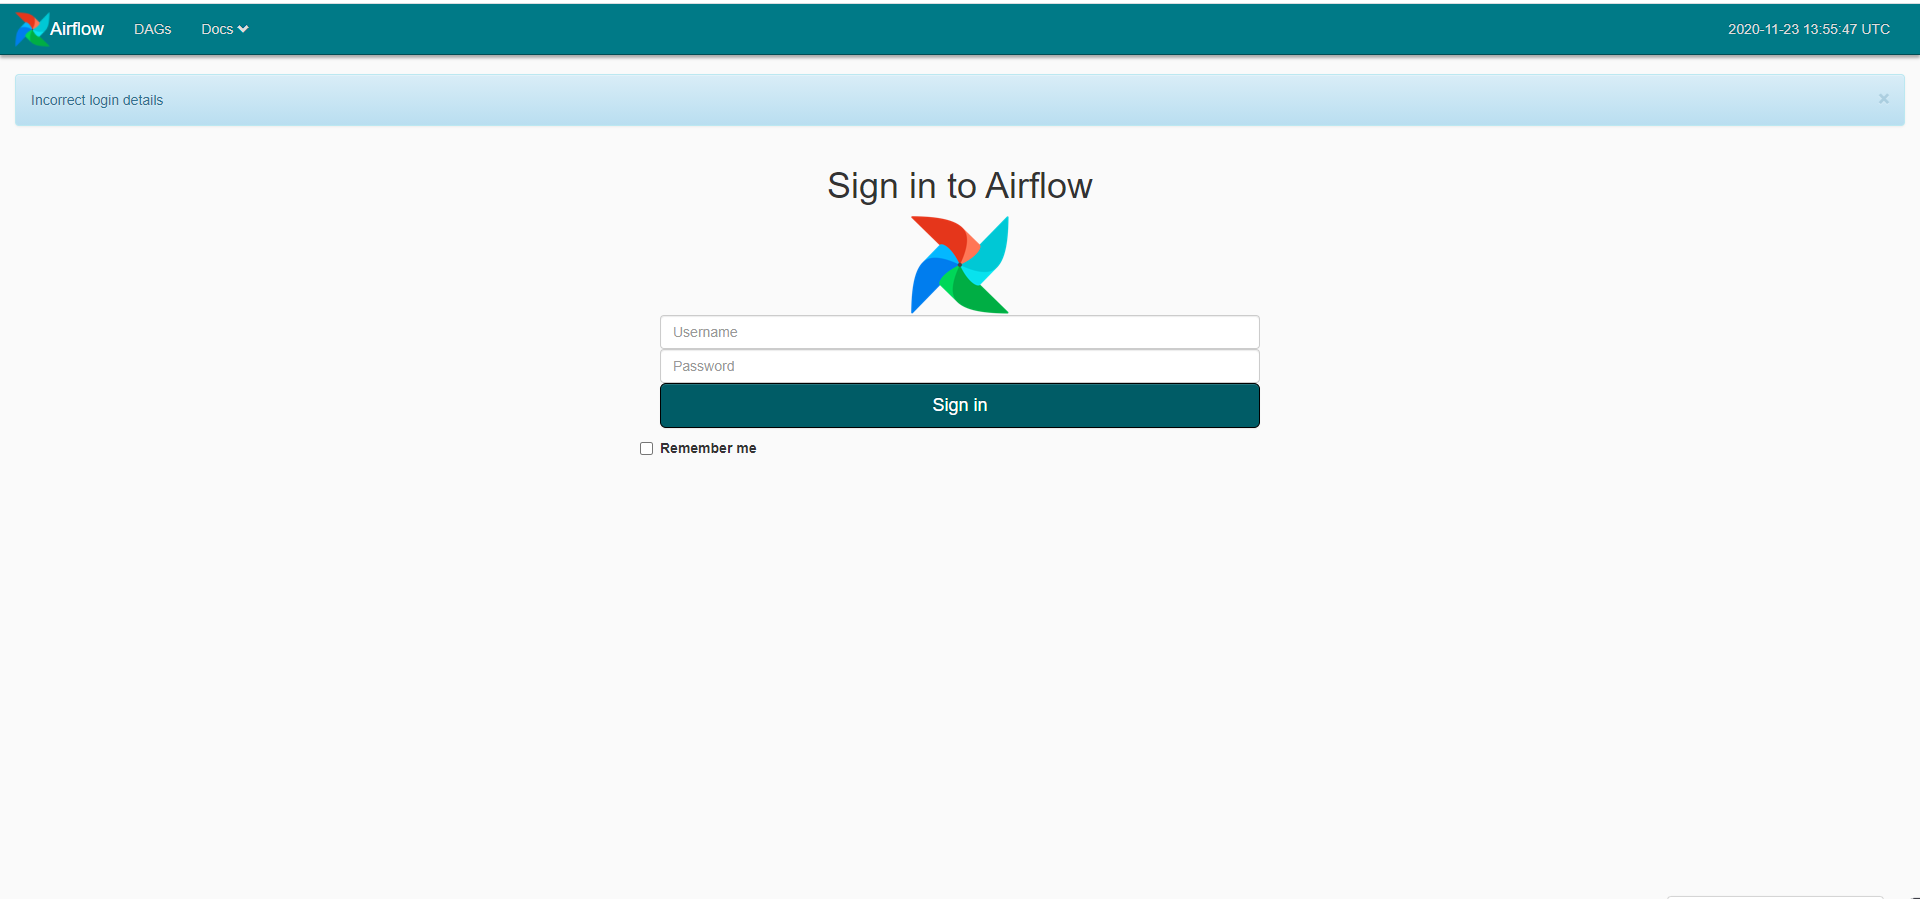 Airflow DAGs Docs 2020-11-23 13:55:47 UTC
Incorrect login details ×
Sign in to Airflow
Username
Password
Sign in
Remember me